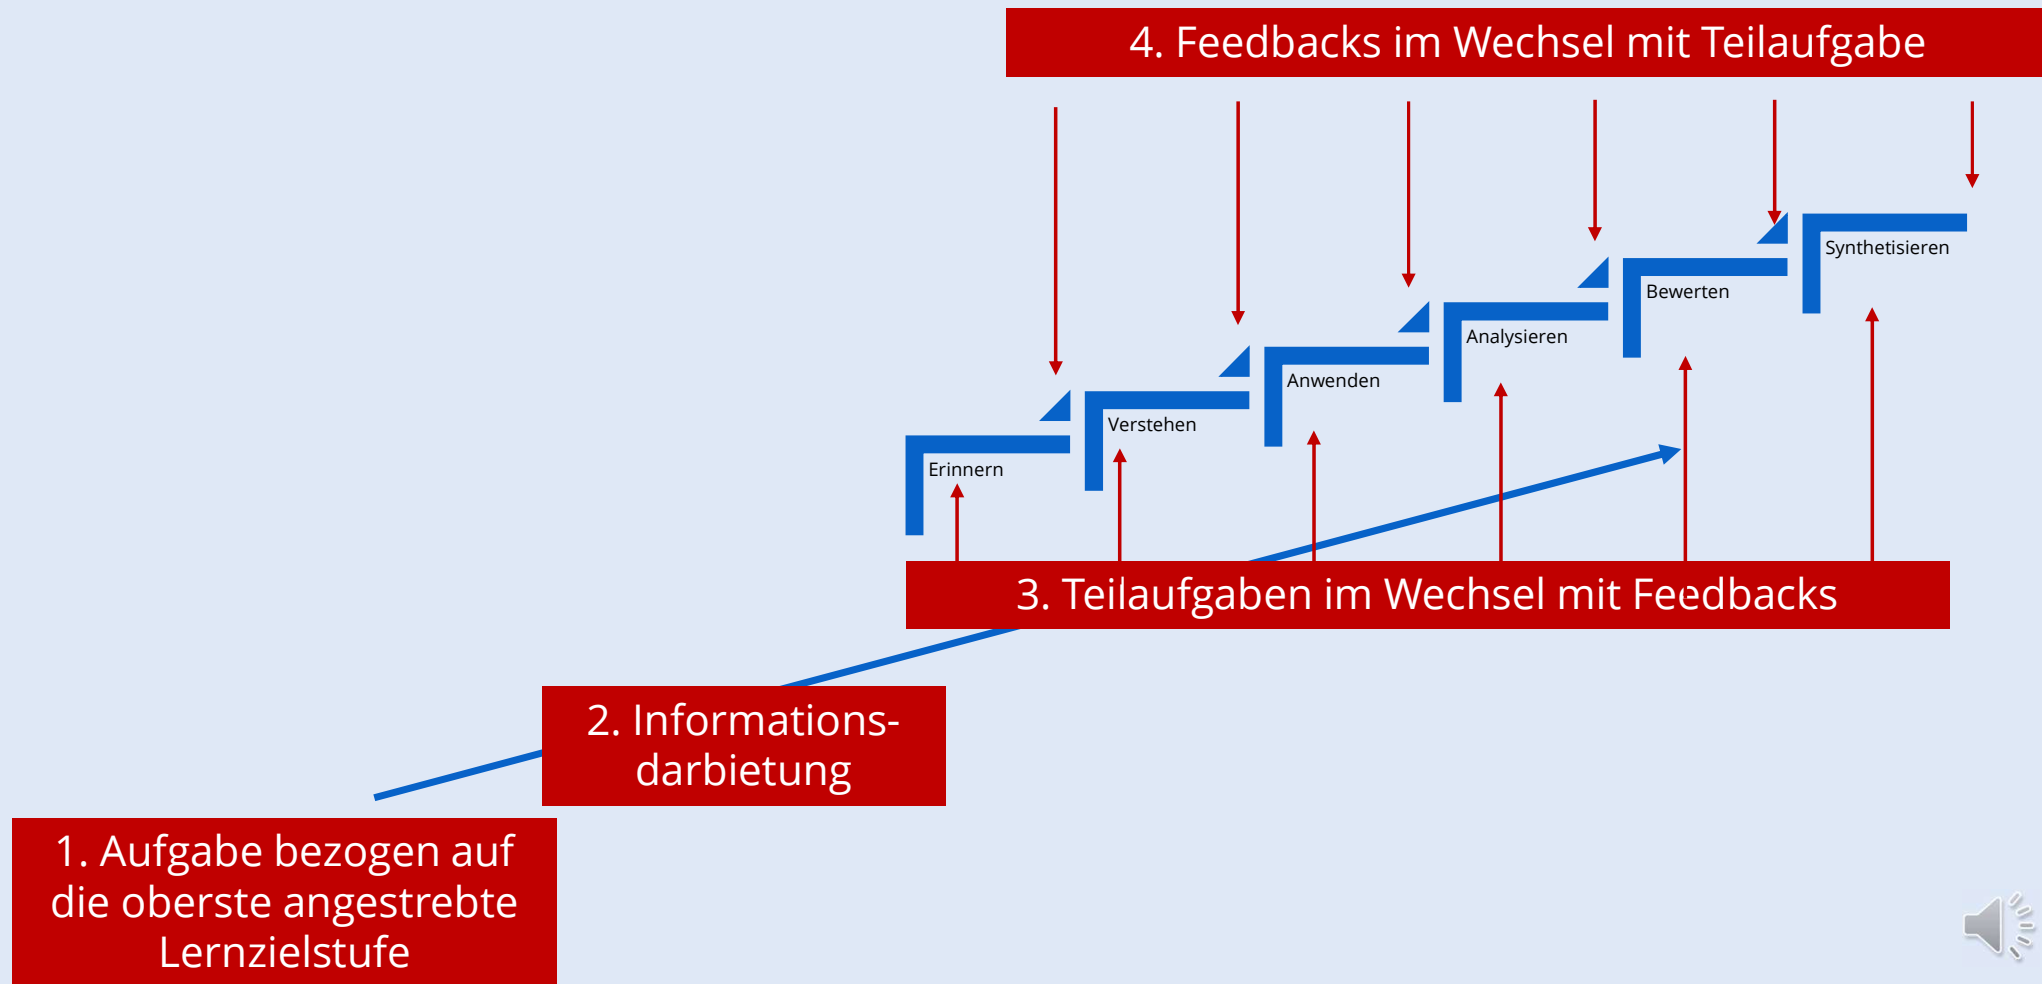 4. Feedbacks im Wechsel mit Teilaufgabe
Synthetisieren
Bewerten
Analysieren
Anwenden
Verstehen
Erinnern
3. Teilaufgaben im Wechsel mit Feedbacks
2. Informations-
darbietung
1. Aufgabe bezogen auf
die oberste angestrebte
Lernzielstufe